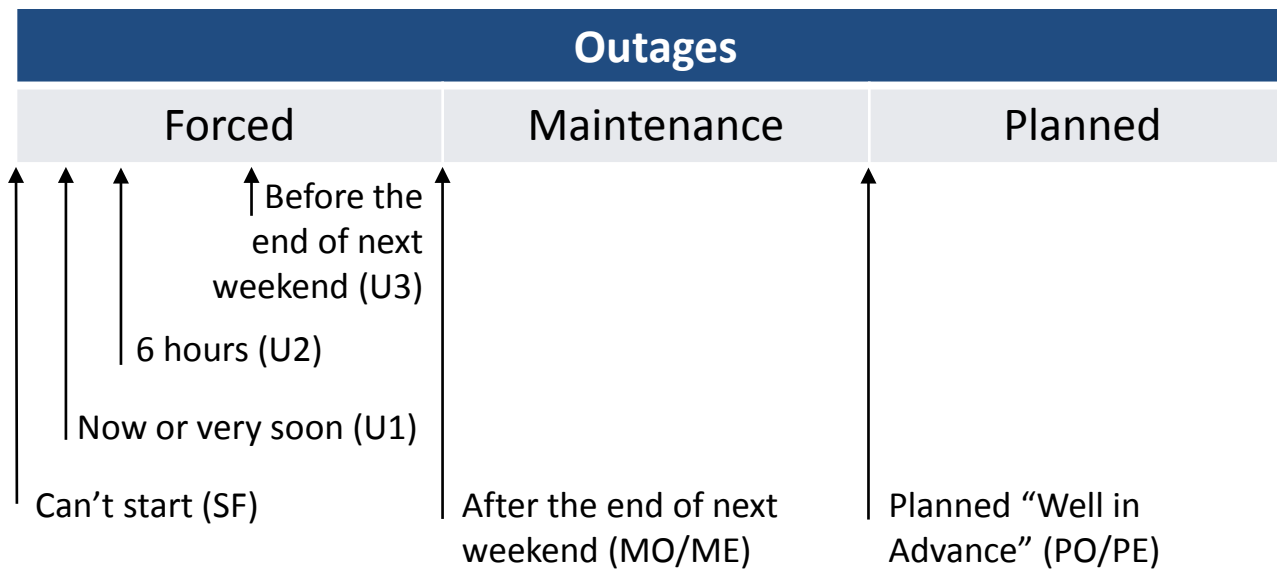 Outages
Forced
Maintenance
Planned
Before the
end of next
weekend (U3)
6 hours (U2)
Now or very soon (U1)
Can’t start (SF)
After the end of next
weekend (MO/ME)
Planned “Well in
Advance” (PO/PE)